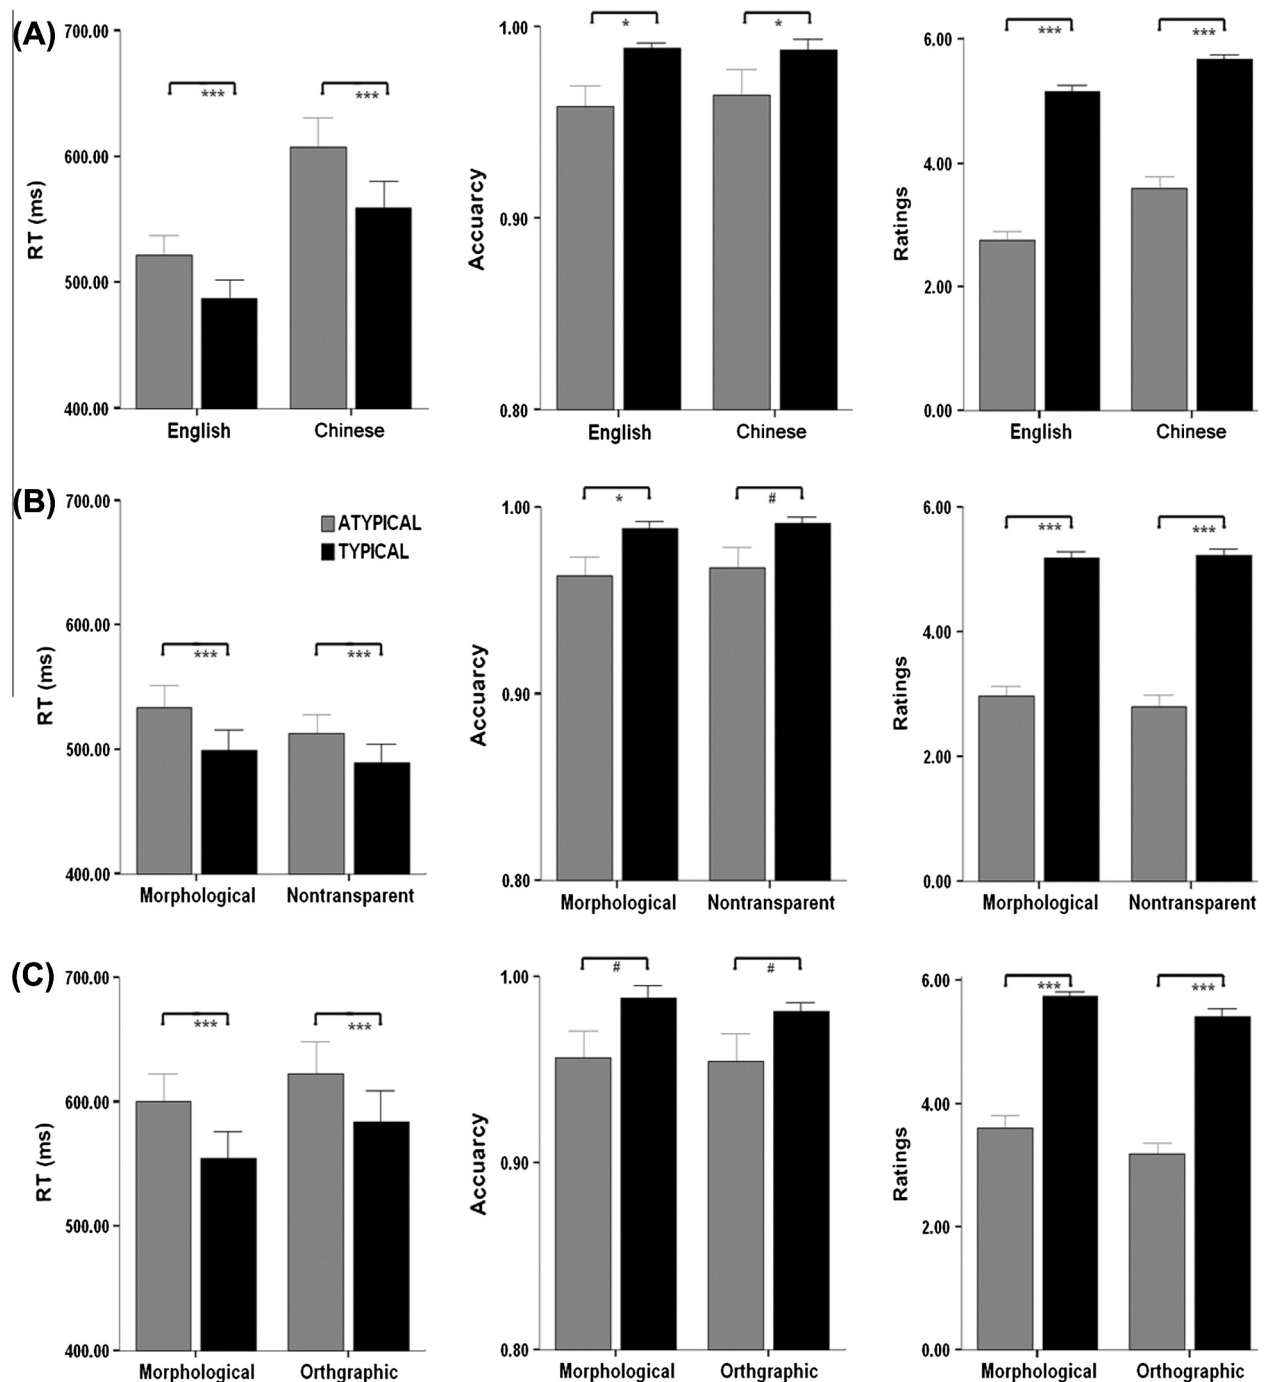 (A)
700.00
600.00
500.00
400.00
RT (ms)
***
***
English
Chinese
1.00
0.90
0.80
Accuarcy
*
*
English
Chinese
6.00
4.00
2.00
0.00
Ratings
***
***
English
Chinese
(B)
700.00
600.00
500.00
400.00
RT (ms)
ATYPICAL
TYPICAL
***
***
Morphological
Nontransparent
1.00
0.90
0.80
Accuarcy
*
#
Morphological
Nontransparent
6.00
4.00
2.00
0.00
Ratings
***
***
Morphological
Nontransparent
(C)
700.00
600.00
500.00
400.00
RT (ms)
***
***
Morphological
Orthgraphic
1.00
0.90
0.80
Accuarcy
#
#
Morphological
Orthgraphic
6.00
4.00
2.00
0.00
Ratings
***
***
Morphological
Orthographic